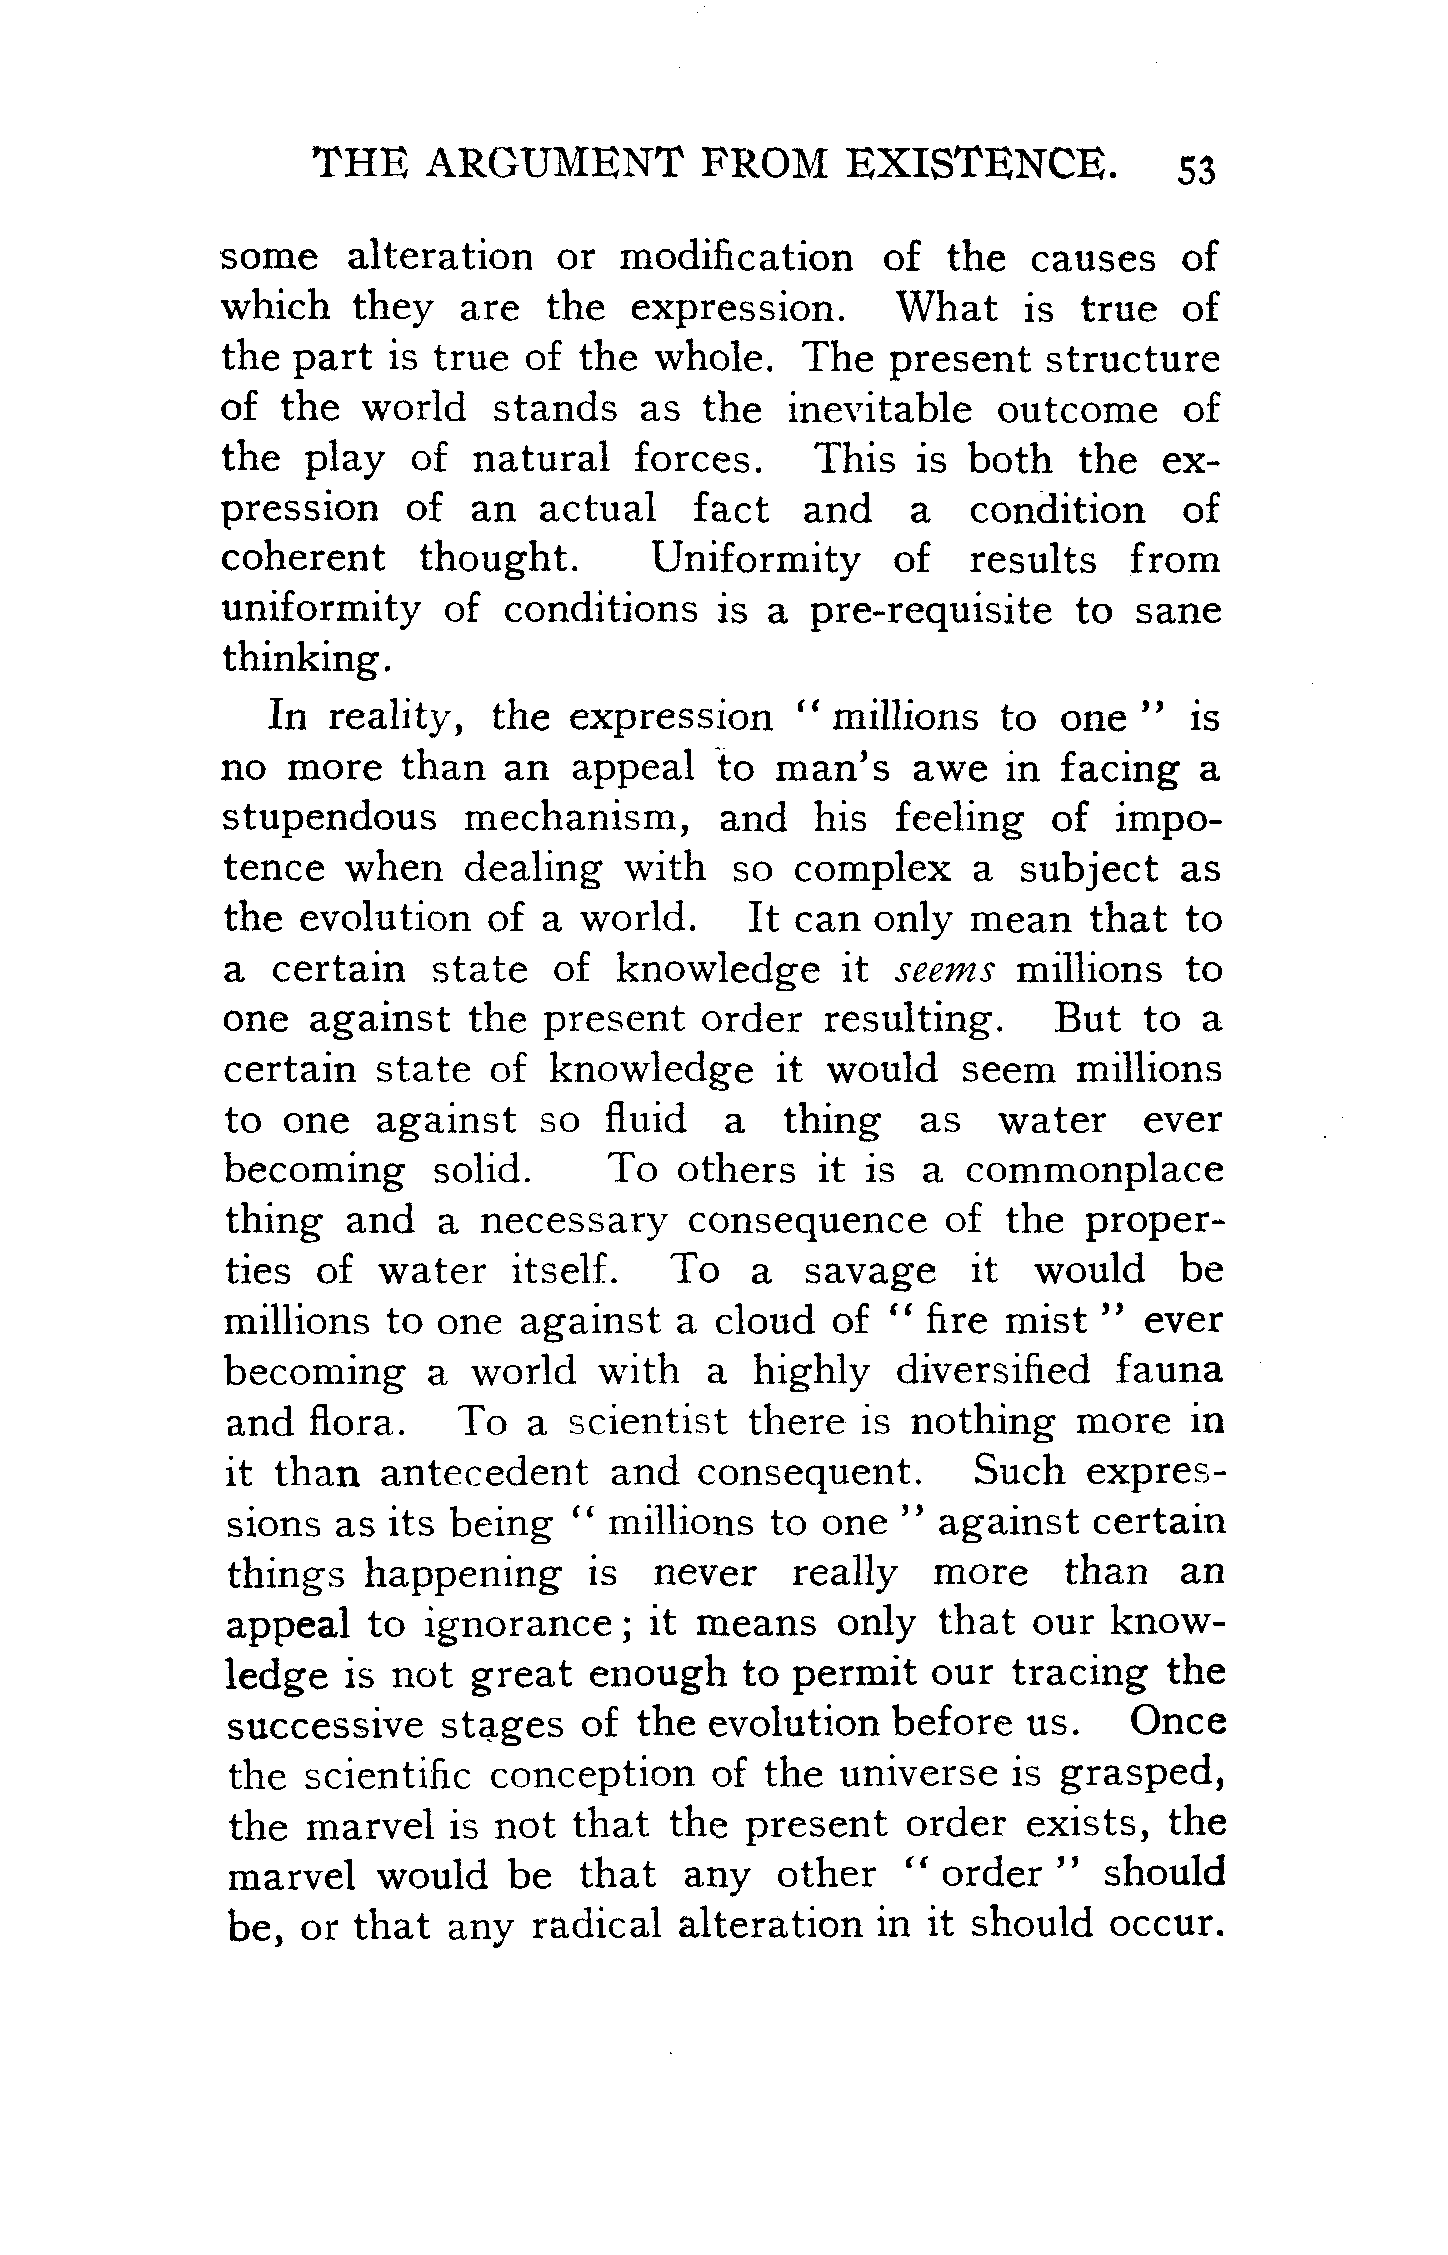 THE ARGUMENT FROM EXISTENCE. 53
some alteration or modification of the causes of
which they are the expression. What is true of
the part is true of the whole. The present structure
of the world stands as the inevitable outcome of
the play of natural forces. This is both the ex-
pression of an actual fact and a condition of
coherent thought. Uniformity of results from
uniformity of conditions is a pre-requisite to sane
thinking.
In reality, the expression “ millions to one ” is
no more than an appeal to man’s awe in facing a
stupendous mechanism, and his feeling of impo-
tence when dealing with so complex a subject as
the evolution of a world. It can only mean that to
a certain state of knowledge it seems millions to
one against the present order resulting. But to a
certain state of knowledge it would seem millions
to one against so fluid a thing as water ever
becoming solid. To others it is a commonplace
thing and a necessary consequence of the proper-
ties of water itself. To a savage it would be
millions to one against a cloud of “ fire mist ” ever
becoming a world with a highly diversified fauna
and flora. To a scientist there is nothing more in
it than antecedent and consequent. Such expres-
sions as its being “ millions to one ” against certain
things happening is never really more than an
appeal to ignorance ; it means only that our know-
ledge is not great enough to permit our tracing the
successive stages of the evolution before us. Once
the scientific conception of the universe is grasped,
the marvel is not that the present order exists, the
marvel would be that any other “ order ” should
be, or that any radical alteration in it should occur.